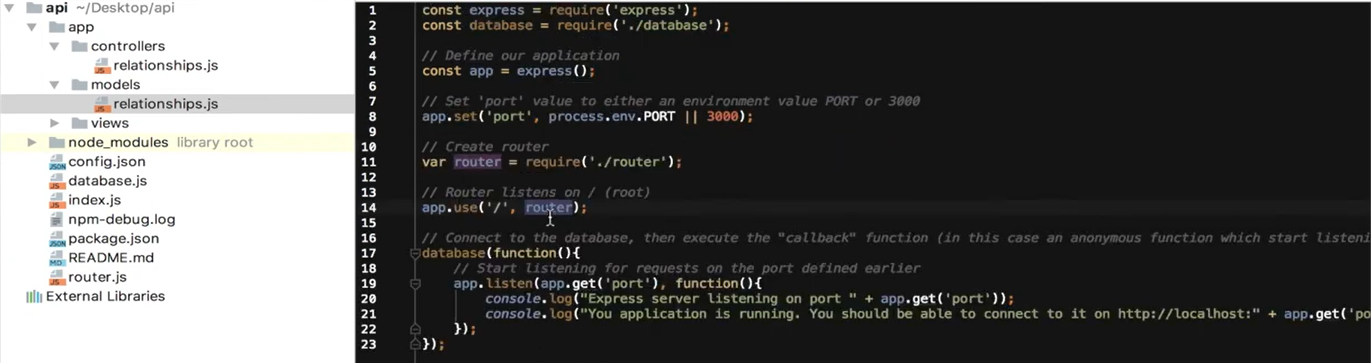 api ~/Desktop/api
app
controllers
relationships.js
models
relationships.js
views
node_modules library root
config.json
database.js
index.js
npm-debug.log
package.json
README.md
router.js
External Libraries
1 const express = require('express');
2 const database = require('./database');
3
4 // Define our application
5 const app = express();
6
7 // Set 'port' value to either an environment value PORT or 3000
8 app.set('port', process.env.PORT || 3000);
9
10 // Create router
11 var router = require('./router');
12
13 // Router listens on / (root)
14 app.use('/', router);
15
16 // Connect to the database, then execute the "callback" function (in this case an anonymous function which start listeni
17 database(function(){
18 // Start listening for requests on the port defined earlier
19 app.listen(app.get('port'), function(){
20 console.log("Express server listening on port " + app.get('port'));
21 console.log("You application is running. You should be able to connect to it on http://localhost:" + app.get('po
22 });
23 });